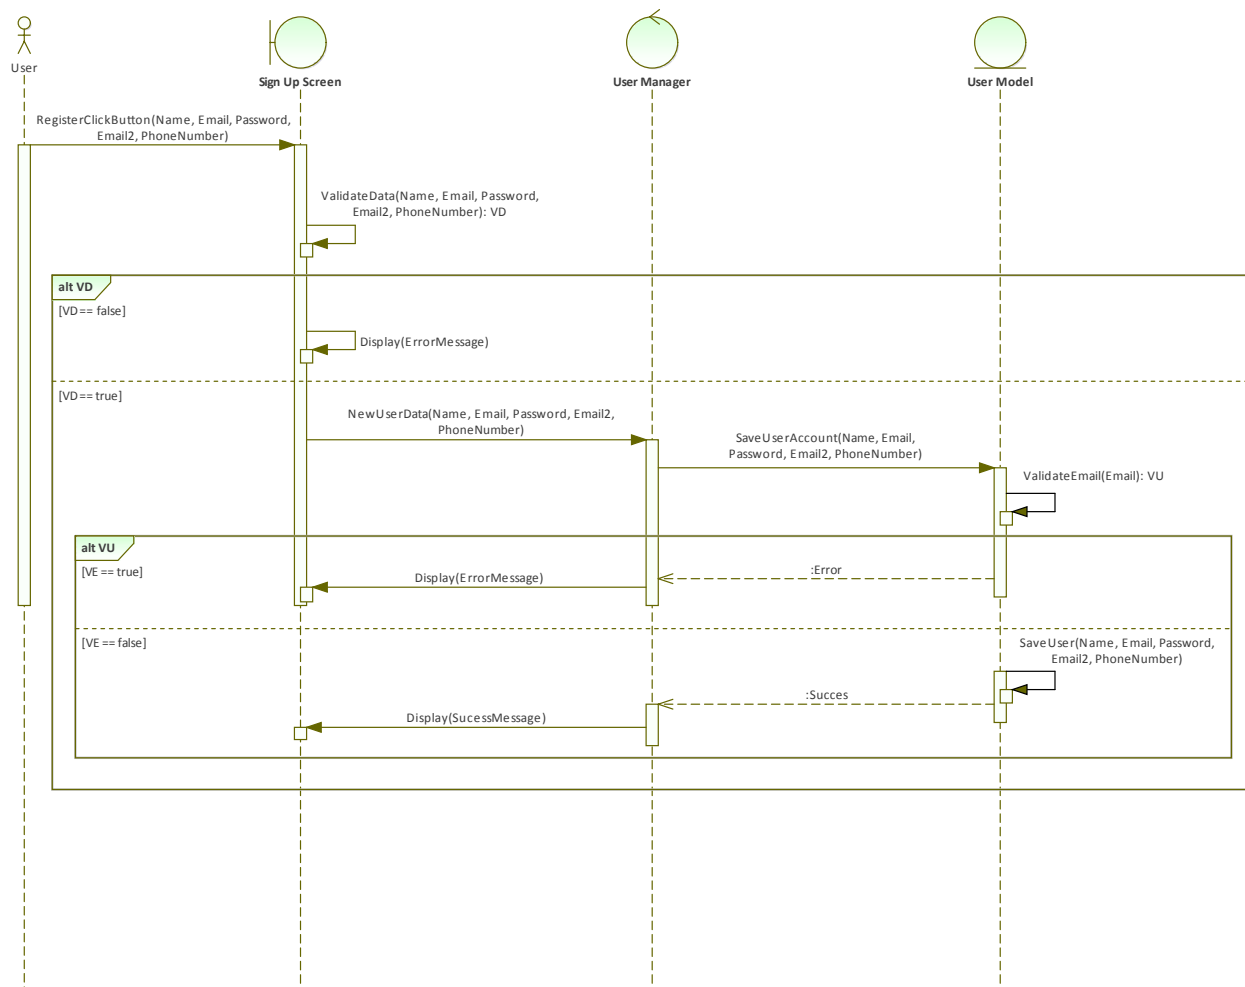 User
Sign Up Screen
User Manager
User Model
RegisterClickButton(Name, Email, Password,
Email2, PhoneNumber)
ValidateData(Name, Email, Password,
Email2, PhoneNumber): VD
alt VD
[VD== false]
Display(ErrorMessage)
[VD== true]
NewUserData(Name, Email, Password, Email2,
PhoneNumber)
SaveUserAccount(Name, Email,
Password, Email2, PhoneNumber)
ValidateEmail(Email): VU
alt VU
[VE == true]
Display(ErrorMessage)
:Error
[VE == false]
SaveUser(Name, Email, Password,
Email2, PhoneNumber)
:Succes
Display(SucessMessage)